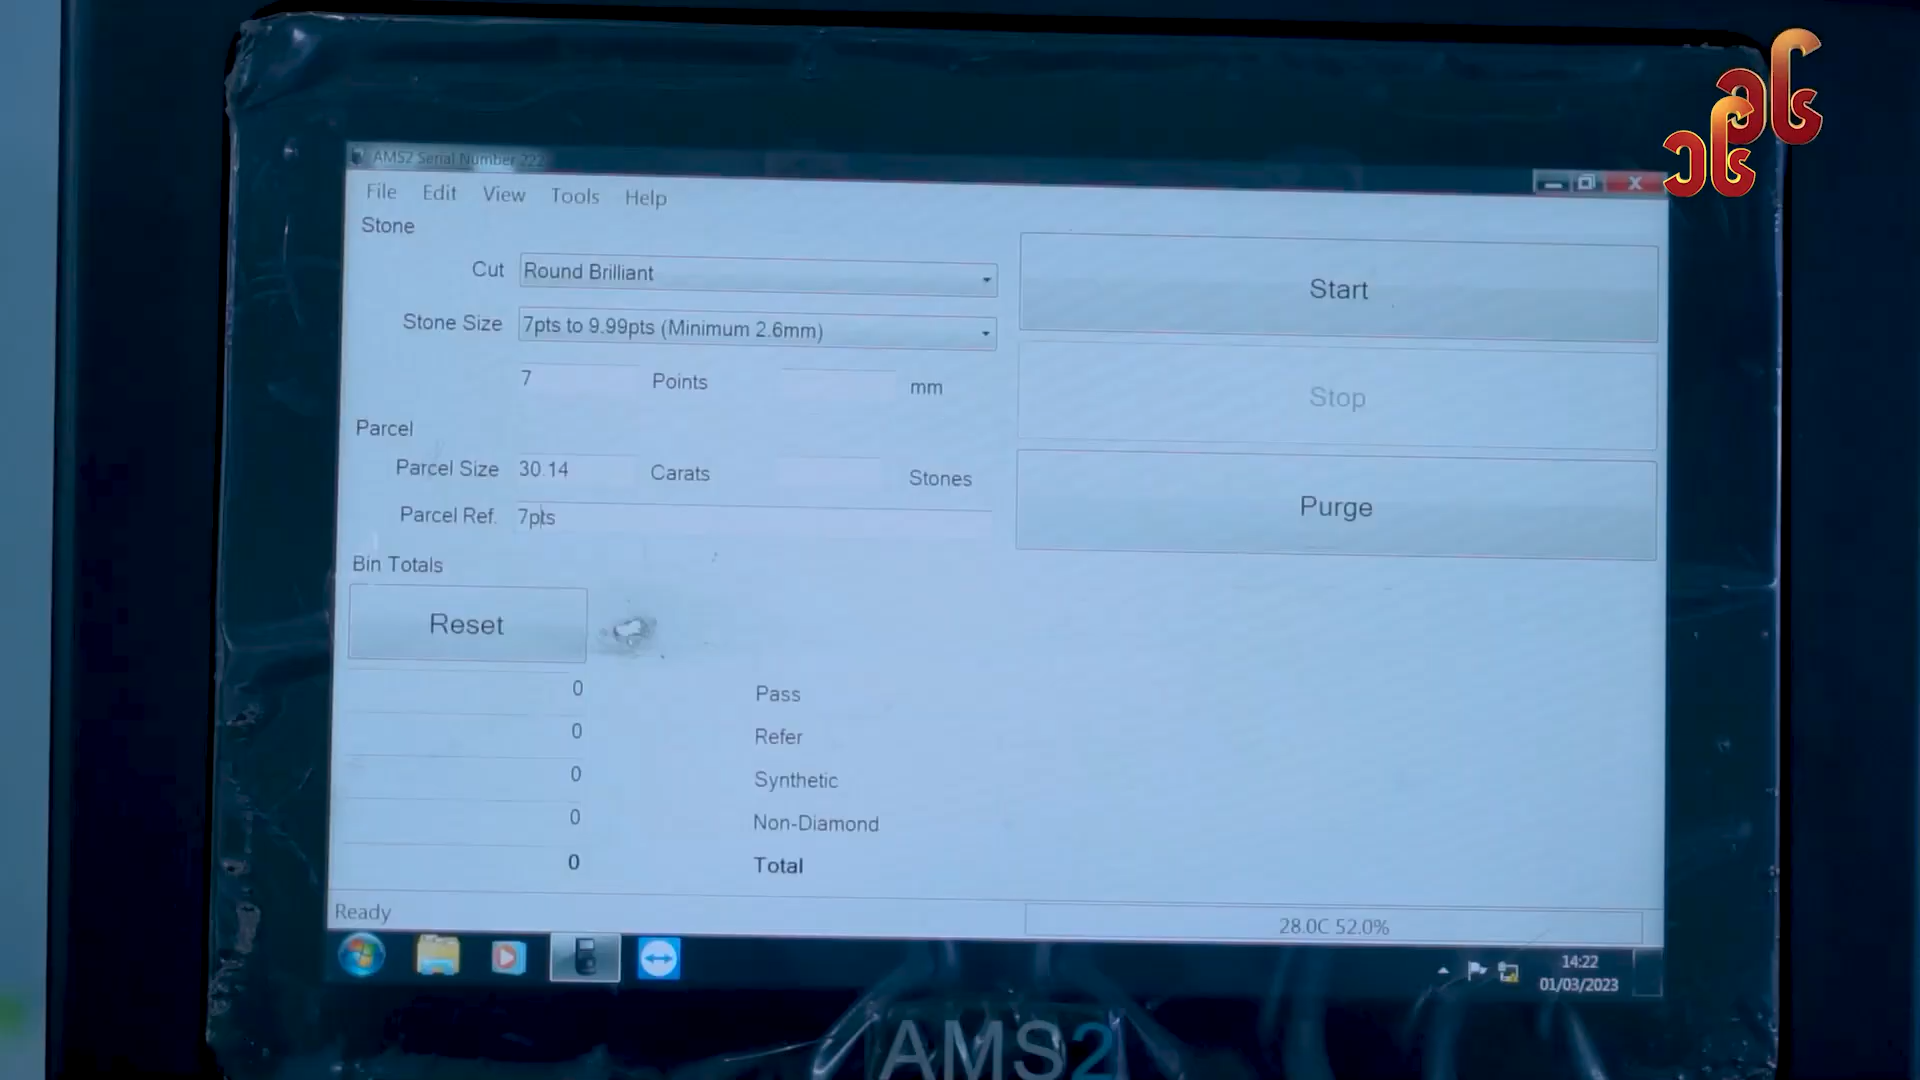 AMS2 Serial Number 222
File Edit View Tools Help
Stone
Cut Round Brilliant
Start
Stone Size 7pts to 9.99pts (Minimum 2.6mm)
7 Points mm
Stop
Parcel
Parcel Size 30.14 Carats Stones
Parcel Ref. 7pts
Purge
Bin Totals
Reset
0 Pass
0 Refer
0 Synthetic
0 Non-Diamond
0 Total
Ready
28.0C 52.0%
14:22
01/03/2023
AMS2